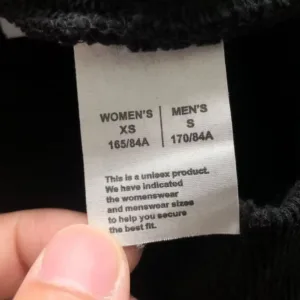 WOMEN'S MEN'S
XS S
165/84A 170/84A
This is a unisex product.
We have indicated
the womenswear
and menswear sizes
to help you secure
the best fit.